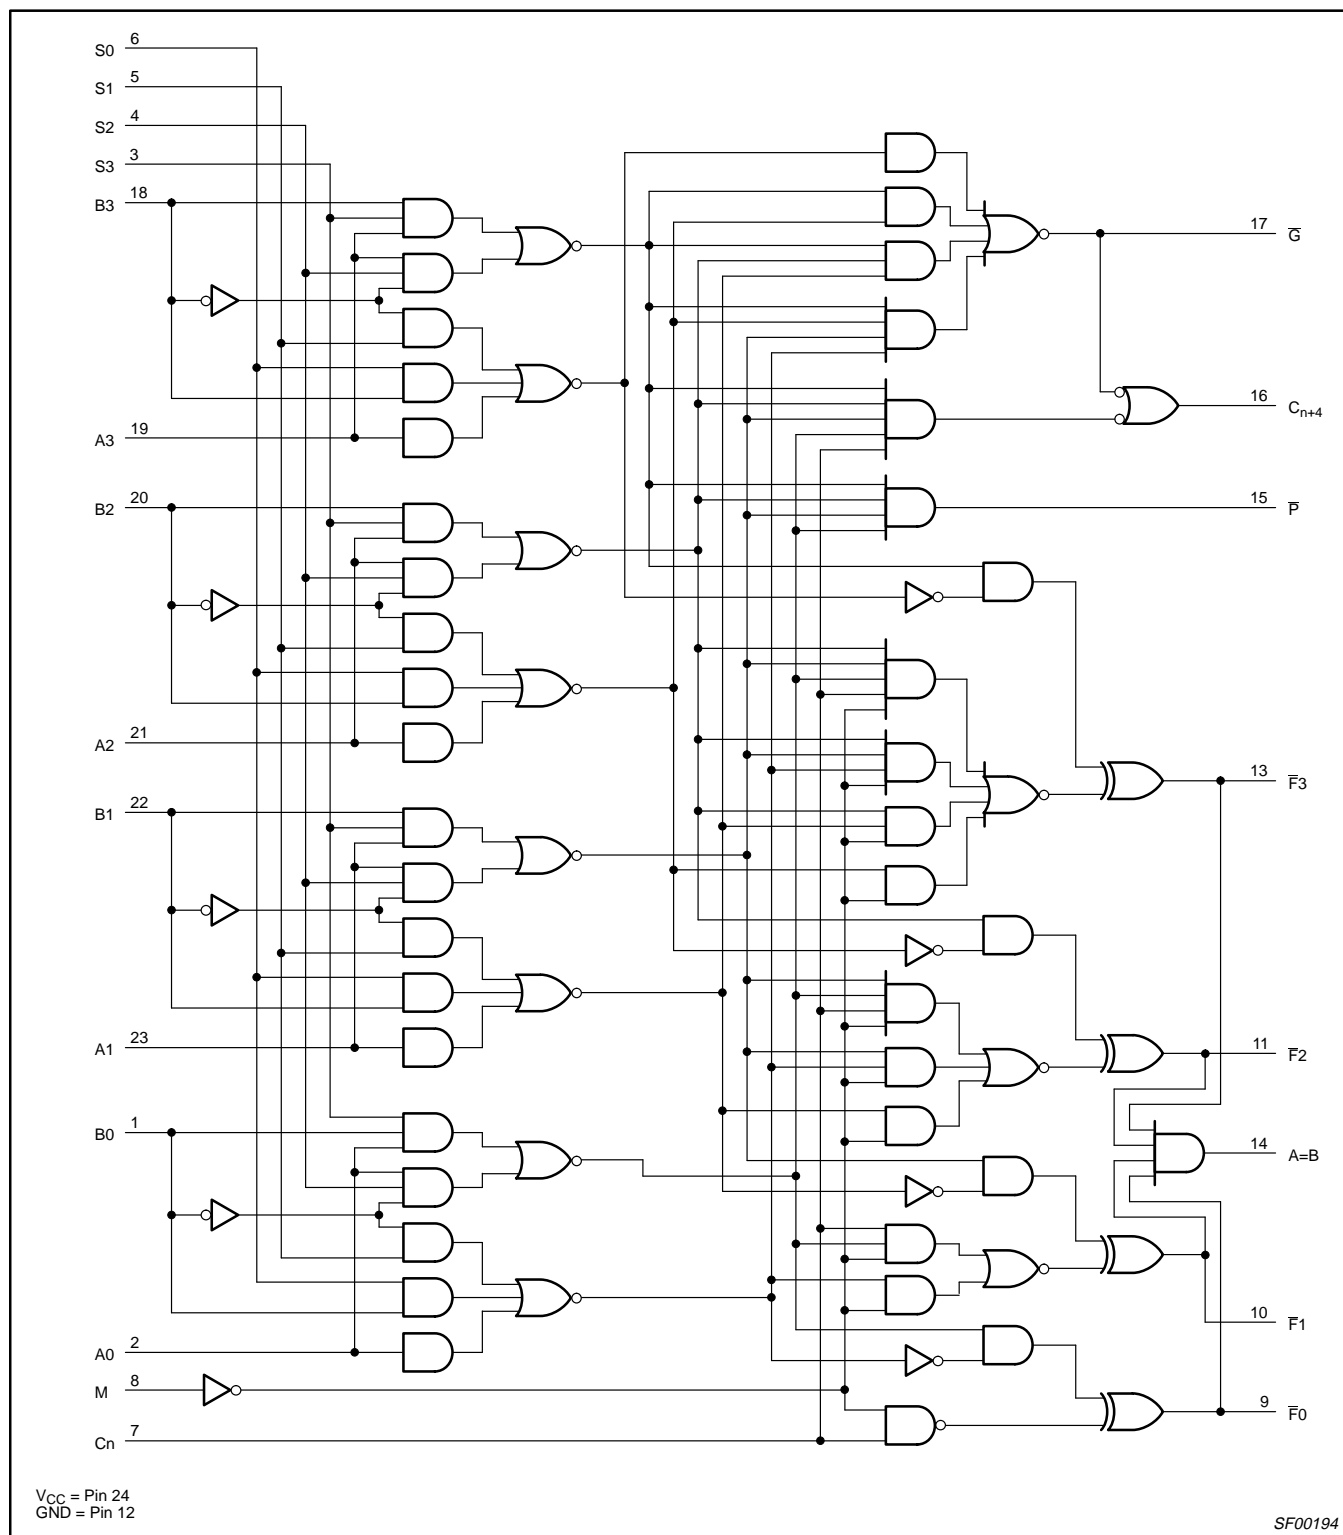 S0 6
S1 5
S2 4
S3 3
B3 18
A3 19
B2 20
A2 21
B1 22
A1 23
B0 1
A0 2
M 8
Cn 7
17 G̅
16 Cn+4
15 P̅
13 F̅3
11 F̅2
14 A=B
10 F̅1
9 F̅0
VCC = Pin 24
GND = Pin 12
SF00194